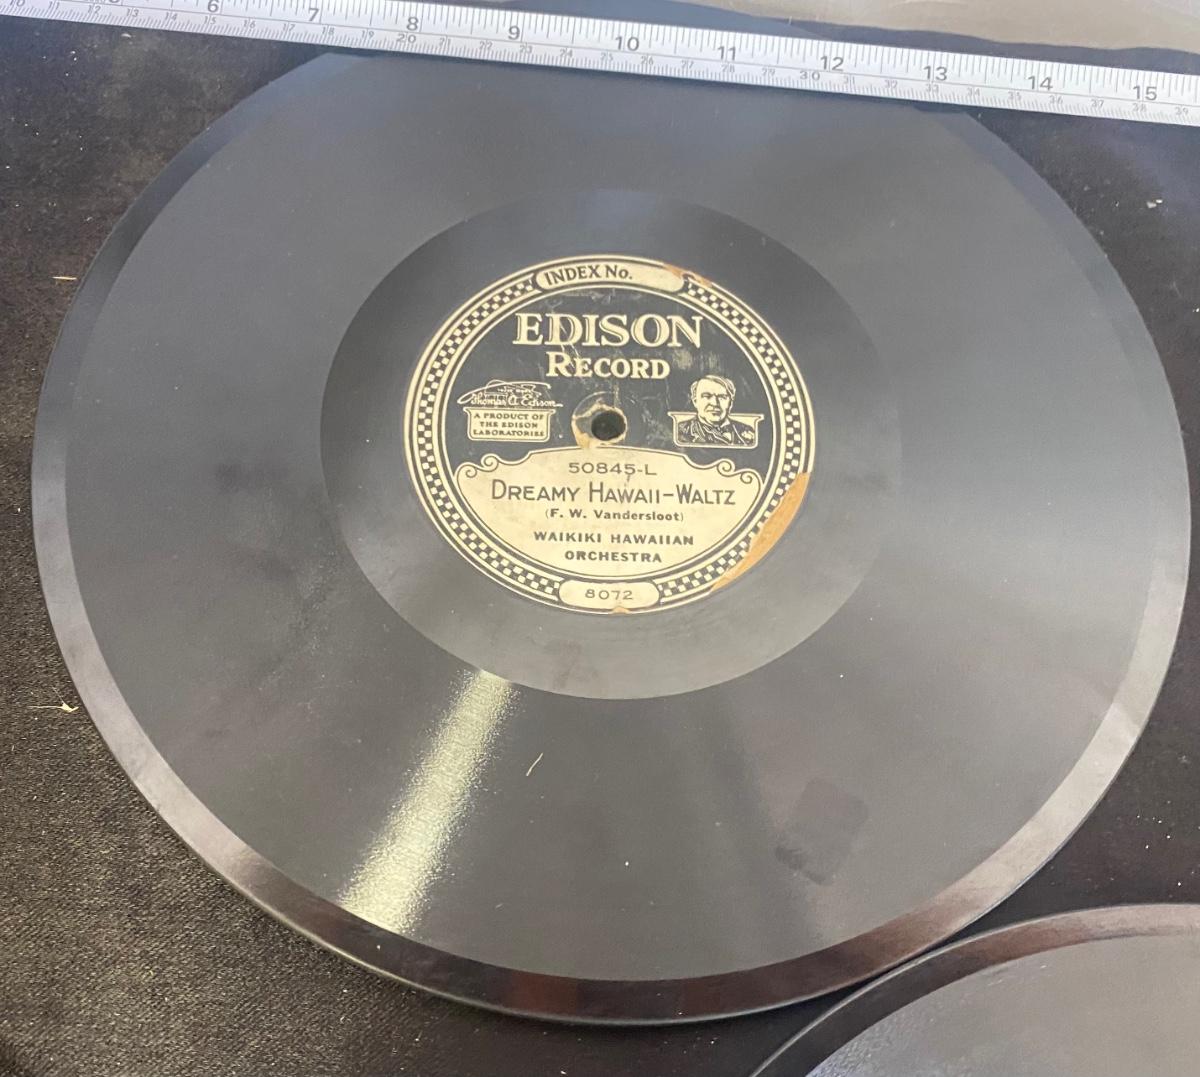 6 7 8 9 10 11 12 13 14 15
INDEX No.
EDISON
RECORD
Thomas A. Edison
A PRODUCT OF
THE EDISON
LABORATORIES
50845-L
DREAMY HAWAII-WALTZ
(F. W. Vandersloot)
WAIKIKI HAWAIIAN
ORCHESTRA
8072